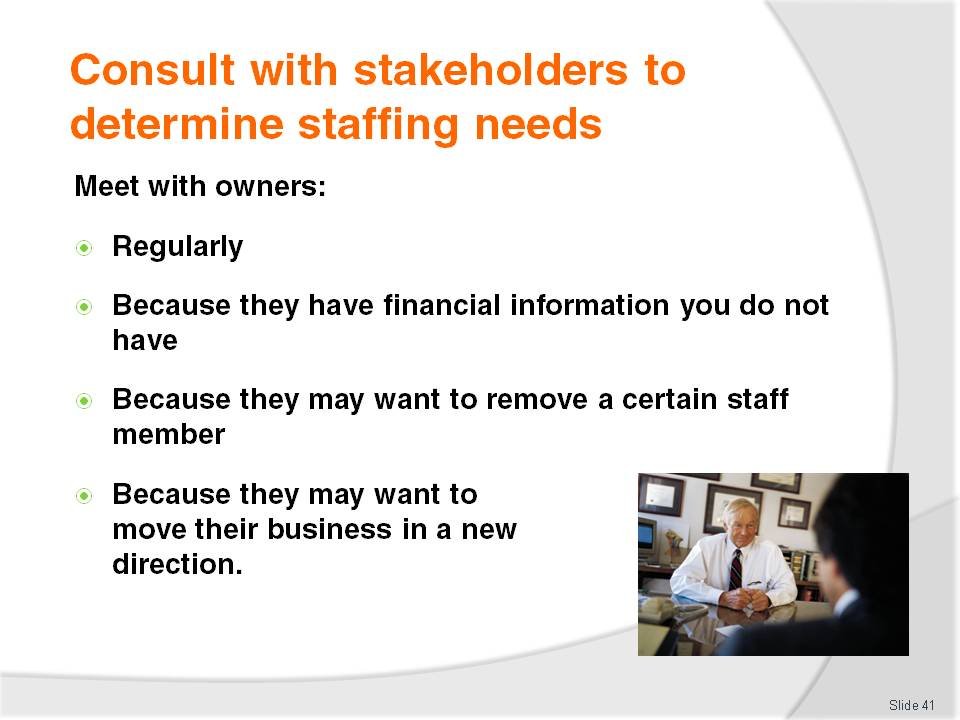 Consult with stakeholders to
determine staffing needs
Meet with owners:
Regularly
Because they have financial information you do not
have
Because they may want to remove a certain staff
member
Because they may want to
move their business in a new
direction.
Slide 41